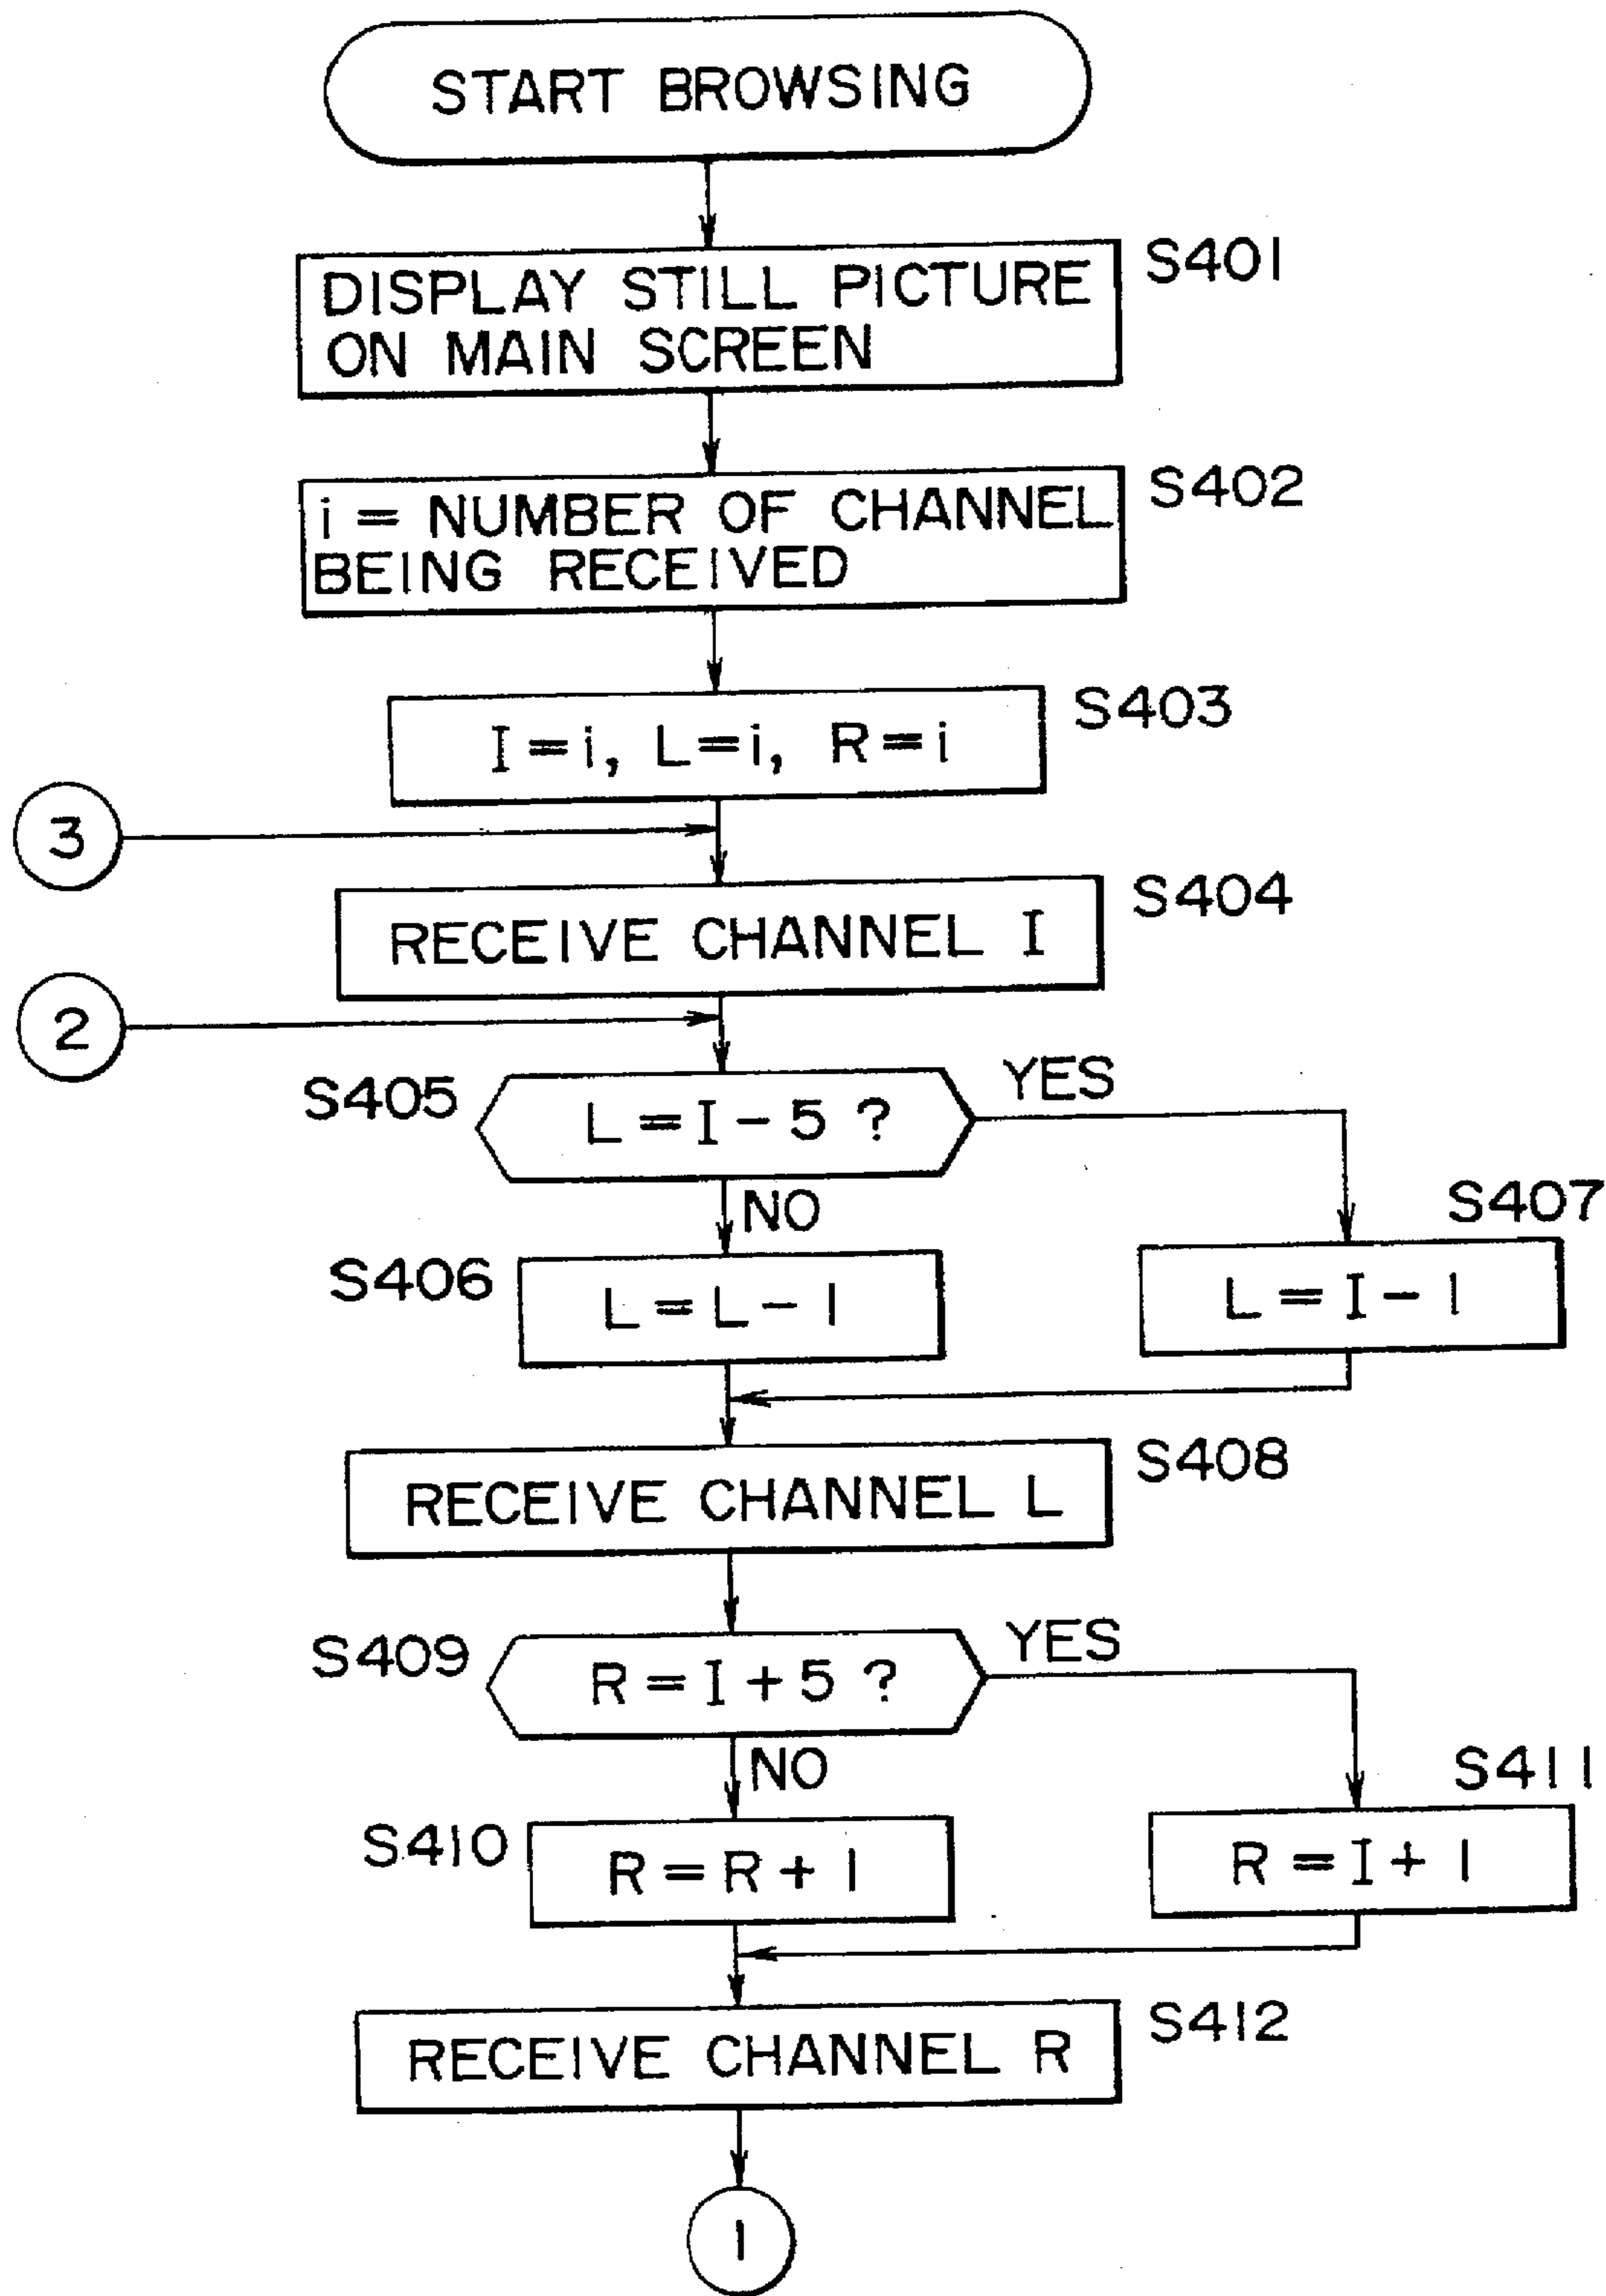 START BROWSING
DISPLAY STILL PICTURE
ON MAIN SCREEN
S401
i = NUMBER OF CHANNEL
BEING RECEIVED
S402
I=i, L=i, R=i
S403
3
RECEIVE CHANNEL I
S404
2
S405
L=I-5 ?
YES
NO
S406
L=L-1
S407
L=I-1
RECEIVE CHANNEL L
S408
S409
R=I+5 ?
YES
NO
S410
R=R+1
S411
R=I+1
RECEIVE CHANNEL R
S412
1